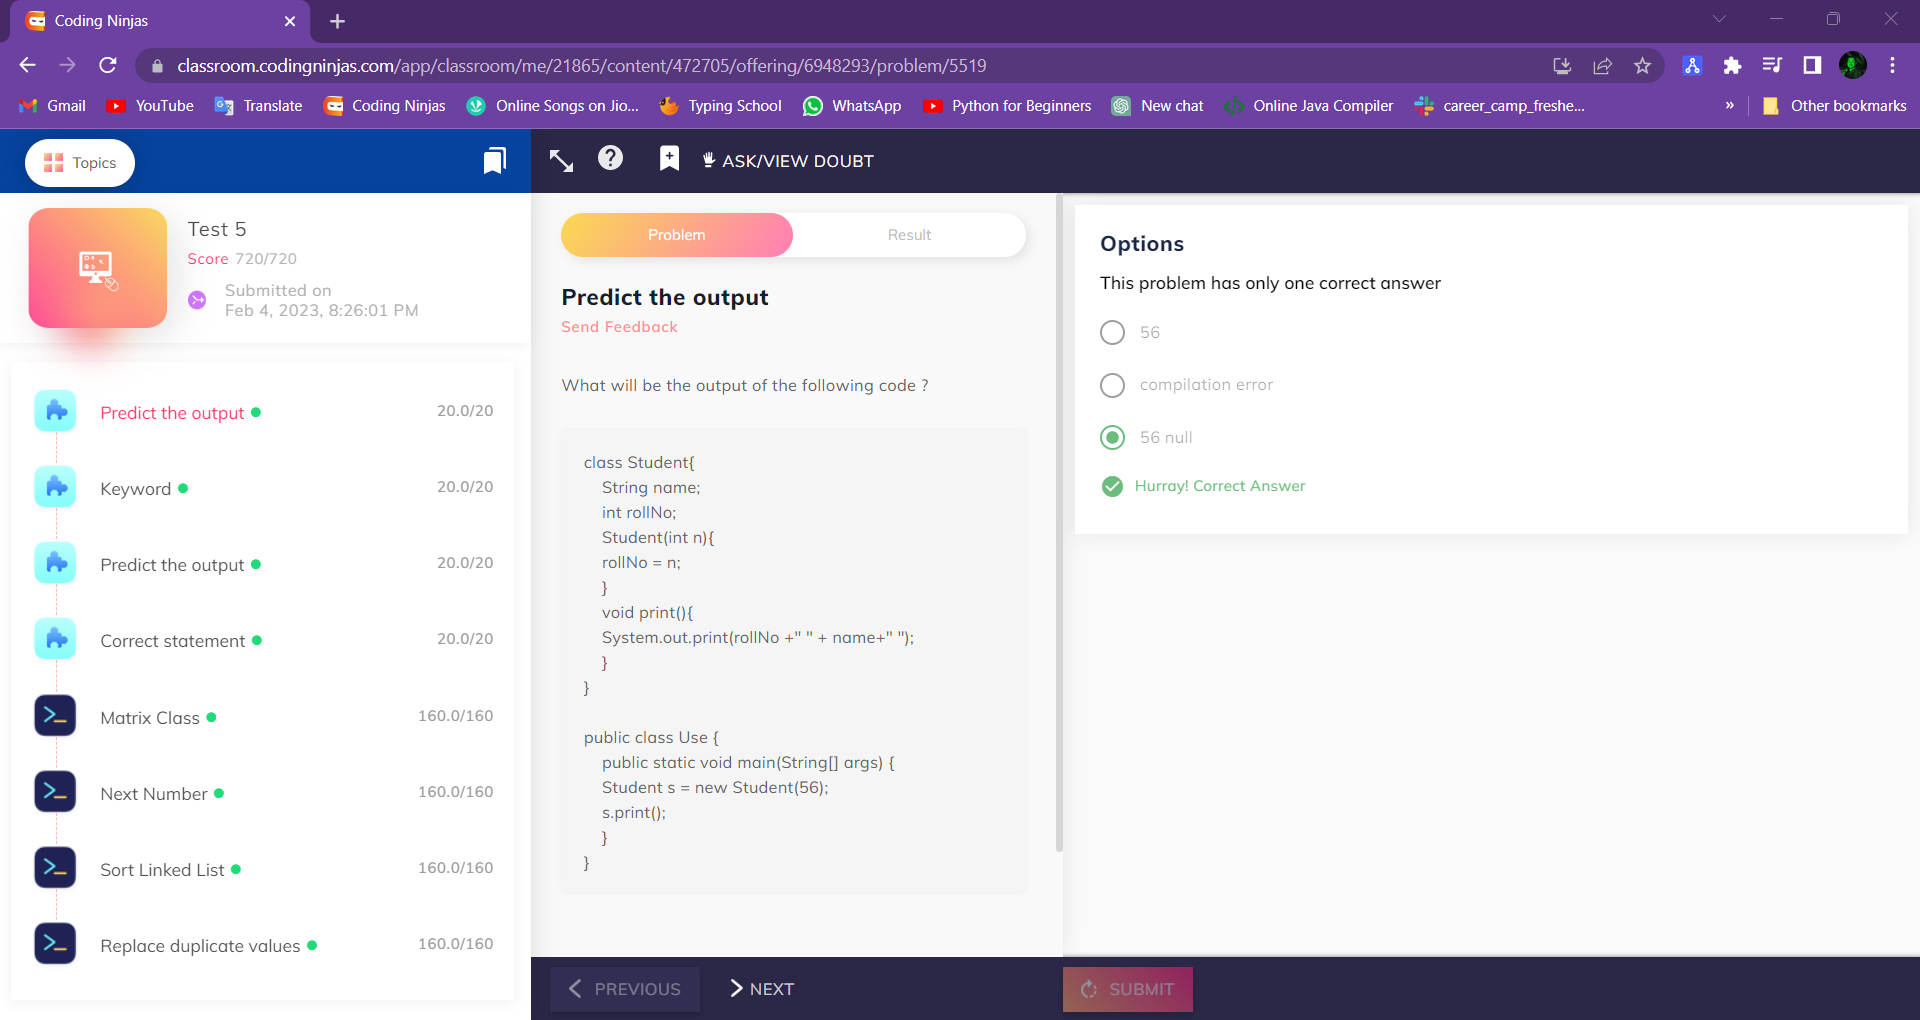 Coding Ninjas
classroom.codingninjas.com/app/classroom/me/21865/content/472705/offering/6948293/problem/5519
Gmail YouTube Translate Coding Ninjas Online Songs on Jio... Typing School WhatsApp Python for Beginners New chat Online Java Compiler career_camp_freshe... » Other bookmarks
Topics
ASK/VIEW DOUBT
Test 5
Score 720/720
Submitted on
Feb 4, 2023, 8:26:01 PM
Predict the output 20.0/20
Keyword 20.0/20
Predict the output 20.0/20
Correct statement 20.0/20
Matrix Class 160.0/160
Next Number 160.0/160
Sort Linked List 160.0/160
Replace duplicate values 160.0/160
Problem Result
Predict the output
Send Feedback
What will be the output of the following code ?
class Student{
String name;
int rollNo;
Student(int n){
rollNo = n;
}
void print(){
System.out.print(rollNo +" " + name+" ");
}
}
public class Use {
public static void main(String[] args) {
Student s = new Student(56);
s.print();
}
}
PREVIOUS NEXT
Options
This problem has only one correct answer
56
compilation error
56 null
Hurray! Correct Answer
SUBMIT